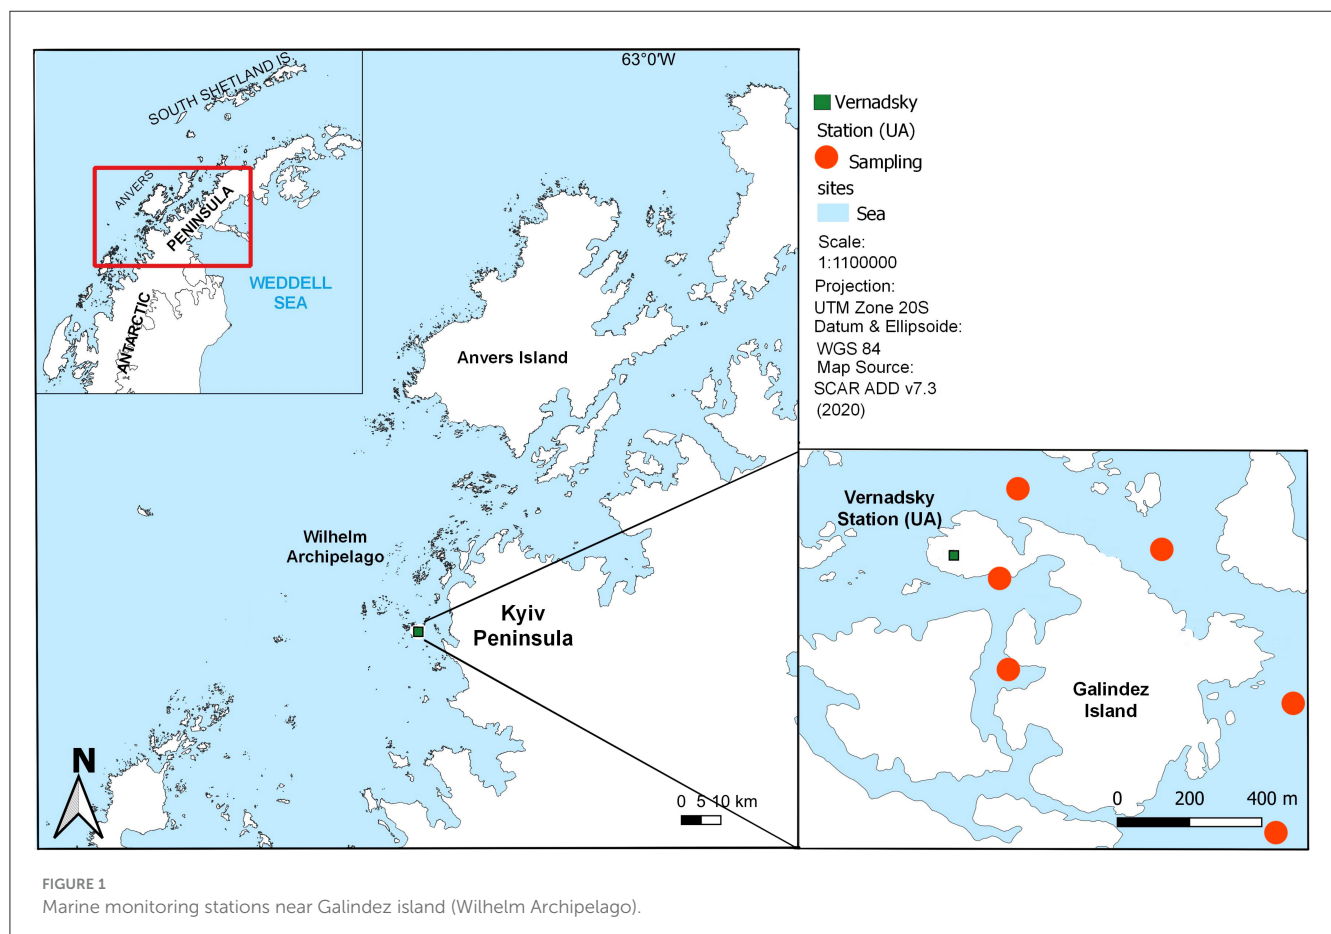 SOUTH SHETLAND IS.
ANVERS
PENINSULA
WEDDELL
SEA
ANTARCTIC
63°0'W
Anvers Island
Wilhelm
Archipelago
Kyiv
Peninsula
N
0 5 10 km
Vernadsky
Station (UA)
Sampling
sites
Sea
Scale:
1:1100000
Projection:
UTM Zone 20S
Datum & Ellipsoide:
WGS 84
Map Source:
SCAR ADD v7.3
(2020)
Vernadsky
Station (UA)
Galindez
Island
0 200 400 m
FIGURE 1
Marine monitoring stations near Galindez island (Wilhelm Archipelago).